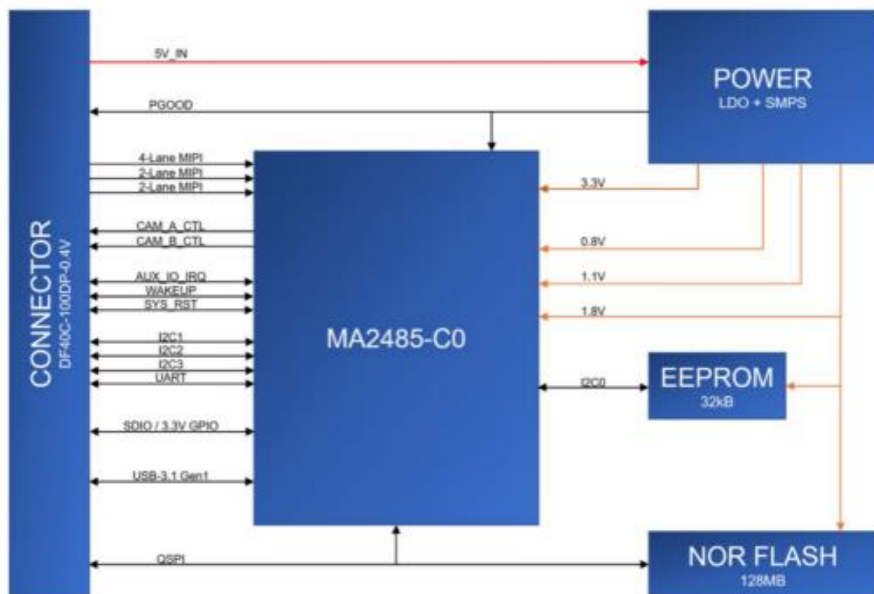 5V_IN
POWER
LDO + SMPS
PGOOD
4-Lane MIPI
2-Lane MIPI
2-Lane MIPI
3.3V
CAM_A_CTL
CAM_B_CTL
0.8V
AUX_IO_IRQ
WAKEUP
SYS_RST
1.1V
1.8V
CONNECTOR
DF40C-100DP-0.4V
MA2485-C0
I2C1
I2C2
I2C3
UART
I2C0
EEPROM
32kB
SDIO / 3.3V GPIO
USB-3.1 Gen1
QSPI
NOR FLASH
128MB